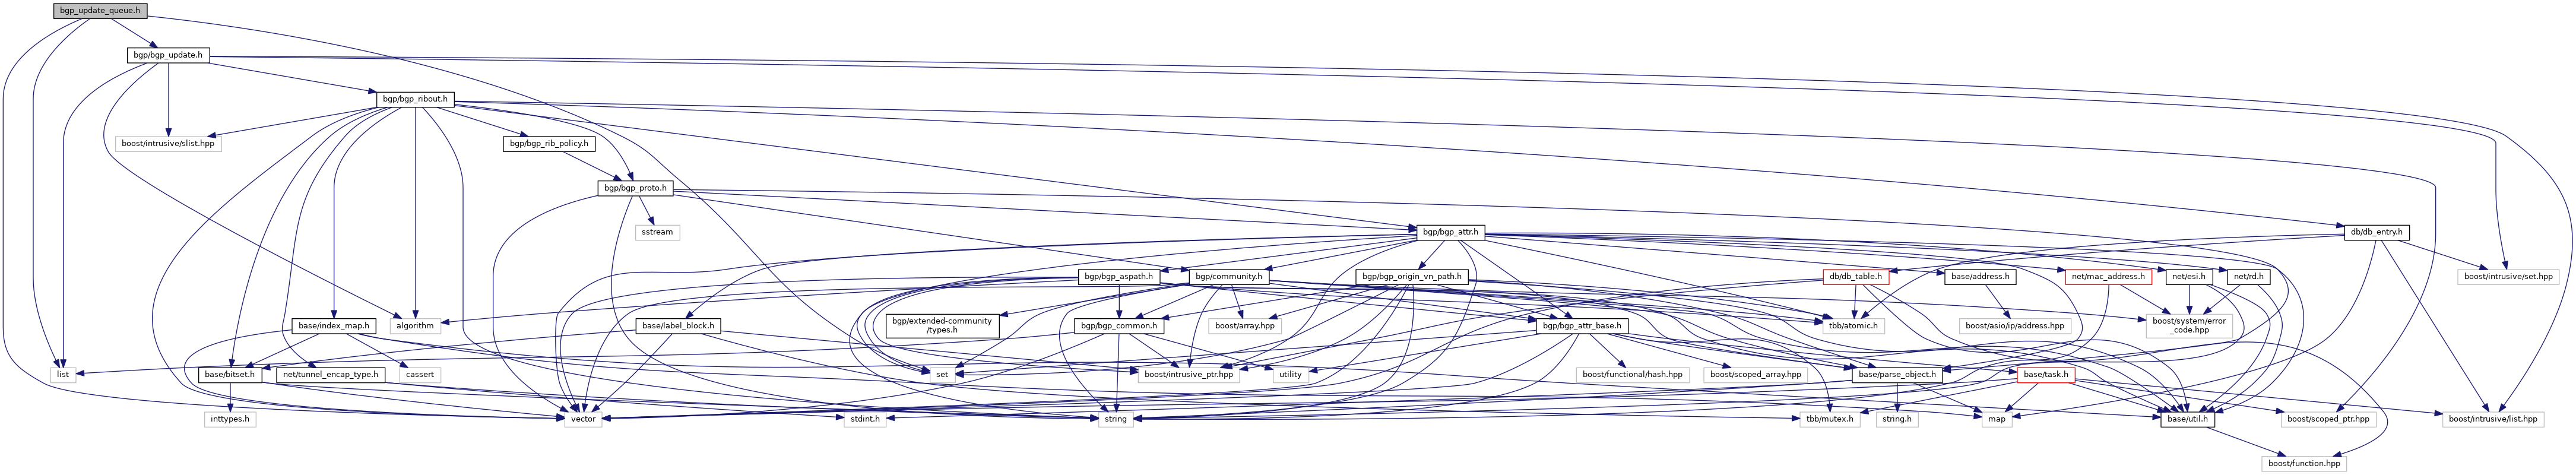 bgp_update_queue.h
bgp/bgp_update.h
bgp/bgp_ribout.h
boost/intrusive/slist.hpp
bgp/bgp_rib_policy.h
bgp/bgp_proto.h
sstream
bgp/bgp_attr.h
db/db_entry.h
bgp/bgp_aspath.h
bgp/community.h
bgp/bgp_origin_vn_path.h
db/db_table.h
base/address.h
net/mac_address.h
net/esi.h
net/rd.h
boost/intrusive/set.hpp
base/index_map.h
algorithm
base/label_block.h
bgp/extended-community
/types.h
bgp/bgp_common.h
boost/array.hpp
bgp/bgp_attr_base.h
tbb/atomic.h
boost/asio/ip/address.hpp
boost/system/error
_code.hpp
list
base/bitset.h
net/tunnel_encap_type.h
cassert
set
boost/intrusive_ptr.hpp
utility
boost/functional/hash.hpp
boost/scoped_array.hpp
base/parse_object.h
base/task.h
inttypes.h
vector
stdint.h
string
tbb/mutex.h
string.h
map
base/util.h
boost/scoped_ptr.hpp
boost/intrusive/list.hpp
boost/function.hpp